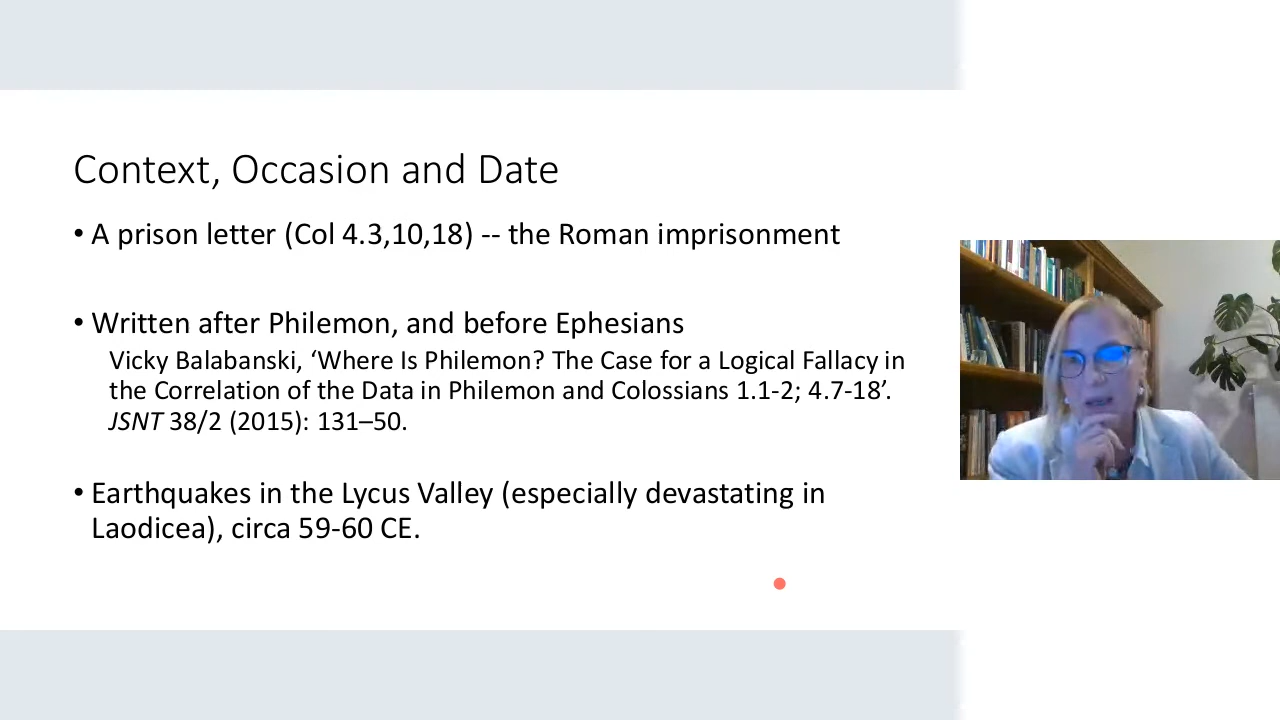 Context, Occasion and Date
• A prison letter (Col 4.3,10,18) -- the Roman imprisonment
• Written after Philemon, and before Ephesians
Vicky Balabanski, ‘Where Is Philemon? The Case for a Logical Fallacy in
the Correlation of the Data in Philemon and Colossians 1.1-2; 4.7-18’.
JSNT 38/2 (2015): 131–50.
• Earthquakes in the Lycus Valley (especially devastating in
Laodicea), circa 59-60 CE.